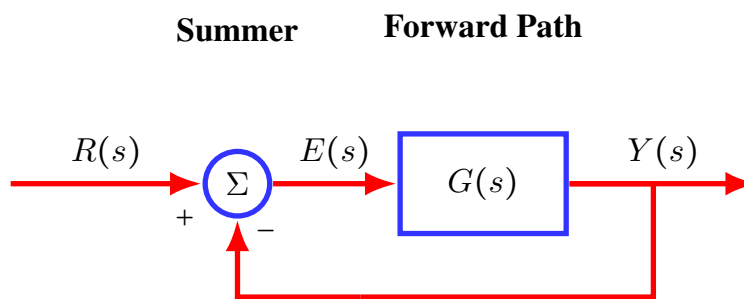 Summer Forward Path
R(s) E(s) Y(s)
Σ G(s)
+ −